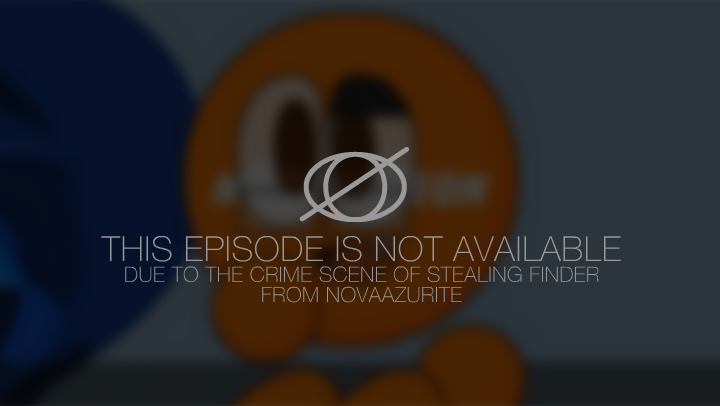 THIS EPISODE IS NOT AVAILABLE
DUE TO THE CRIME SCENE OF STEALING FINDER
FROM NOVAAZURITE